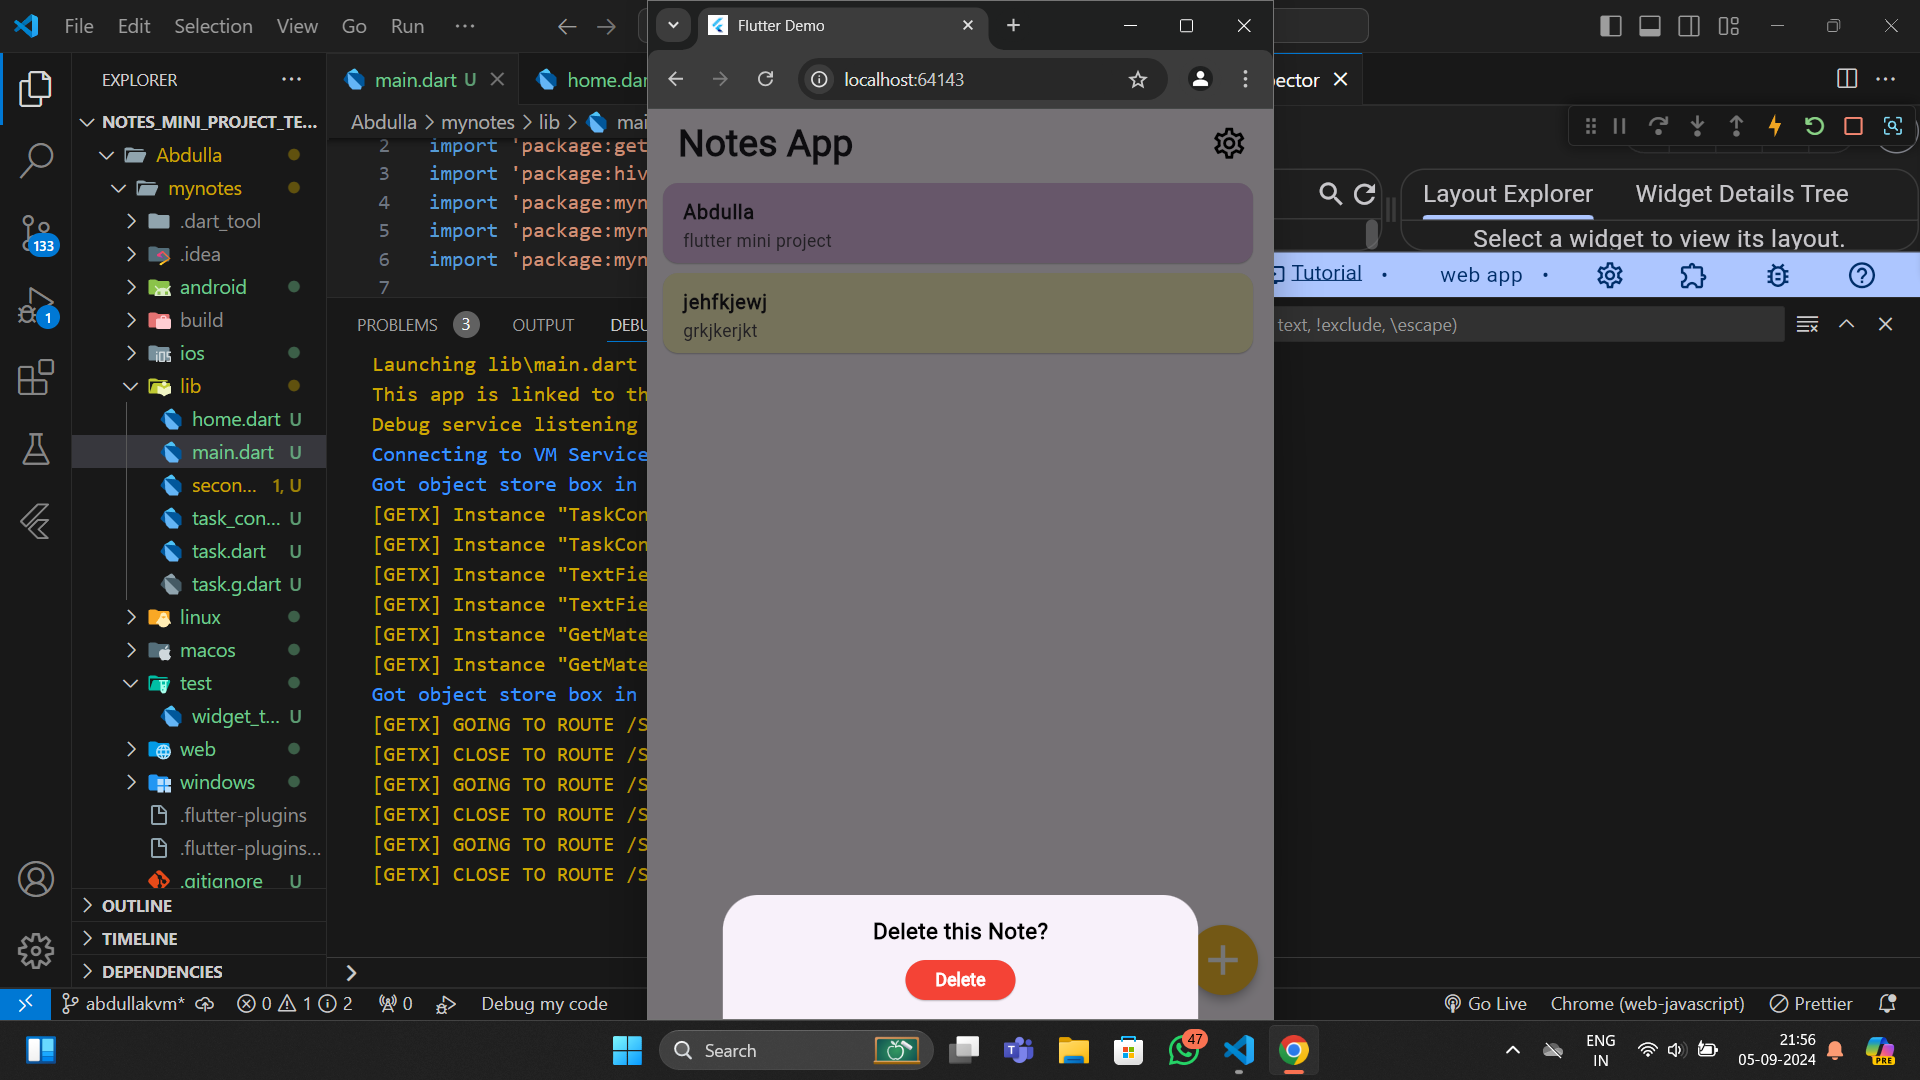 File Edit Selection View Go Run
Flutter Demo
localhost:64143
EXPLORER
main.dart U
home.dar
pector
NOTES_MINI_PROJECT_TE...
Abdulla
mynotes
.dart_tool
.idea
android
build
ios
lib
home.dart U
main.dart U
secon... 1, U
task_con... U
task.dart U
task.g.dart U
linux
macos
test
widget_t... U
web
windows
.flutter-plugins
.flutter-plugins...
.gitignore U
OUTLINE
TIMELINE
DEPENDENCIES
133
1
Abdulla > mynotes > lib > mai
2 import 'package:get
3 import 'package:hiv
4 import 'package:myn
5 import 'package:myn
6 import 'package:myn
7
PROBLEMS 3 OUTPUT DEBU
Launching lib\main.dart
This app is linked to th
Debug service listening
Connecting to VM Service
Got object store box in
[GETX] Instance "TaskCon
[GETX] Instance "TaskCon
[GETX] Instance "TextFie
[GETX] Instance "TextFie
[GETX] Instance "GetMate
[GETX] Instance "GetMate
Got object store box in
[GETX] GOING TO ROUTE /S
[GETX] CLOSE TO ROUTE /S
[GETX] GOING TO ROUTE /S
[GETX] CLOSE TO ROUTE /S
[GETX] GOING TO ROUTE /S
[GETX] CLOSE TO ROUTE /S
Notes App
Abdulla
flutter mini project
jehfkjewj
grkjkerjkt
Delete this Note?
Delete
Layout Explorer Widget Details Tree
Select a widget to view its layout.
Tutorial • web app •
text, !exclude, \escape)
abdullakvm* 0 1 2 0 Debug my code
Go Live Chrome (web-javascript) Prettier
Search
47
ENG
IN
21:56
05-09-2024
PRE